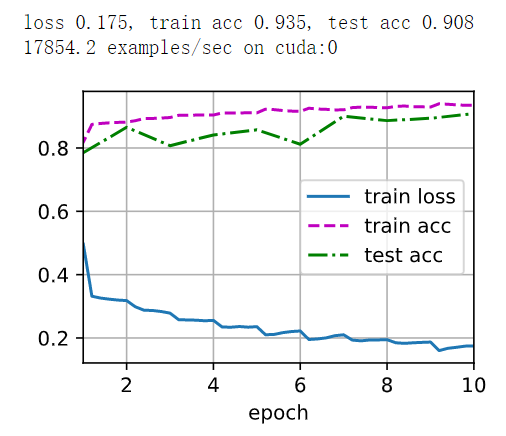 loss 0.175, train acc 0.935, test acc 0.908
17854.2 examples/sec on cuda:0
0.8
0.6
0.4
0.2
train loss
train acc
test acc
2 4 6 8 10
epoch